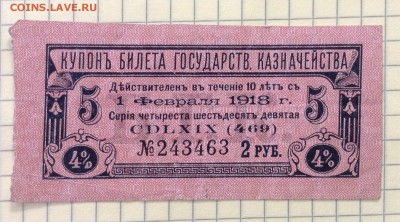 COINS.LAVE.RU
КУПОНЪ БИЛЕТА ГОСУДАРСТВ. КАЗНАЧЕЙСТВА
Дѣйствителенъ въ теченіе 10 лѣтъ съ
1 Февраля 1918 г.
Серія четыреста шестьдесятъ девятая
CDLXIX (469)
№243463 2 РУБ.
5 5
4% 4%